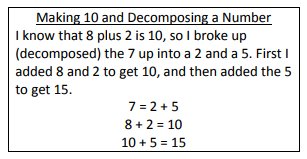 Making 10 and Decomposing a Number
I know that 8 plus 2 is 10, so I broke up
(decomposed) the 7 up into a 2 and a 5. First I
added 8 and 2 to get 10, and then added the 5
to get 15.
7 = 2 + 5
8 + 2 = 10
10 + 5 = 15